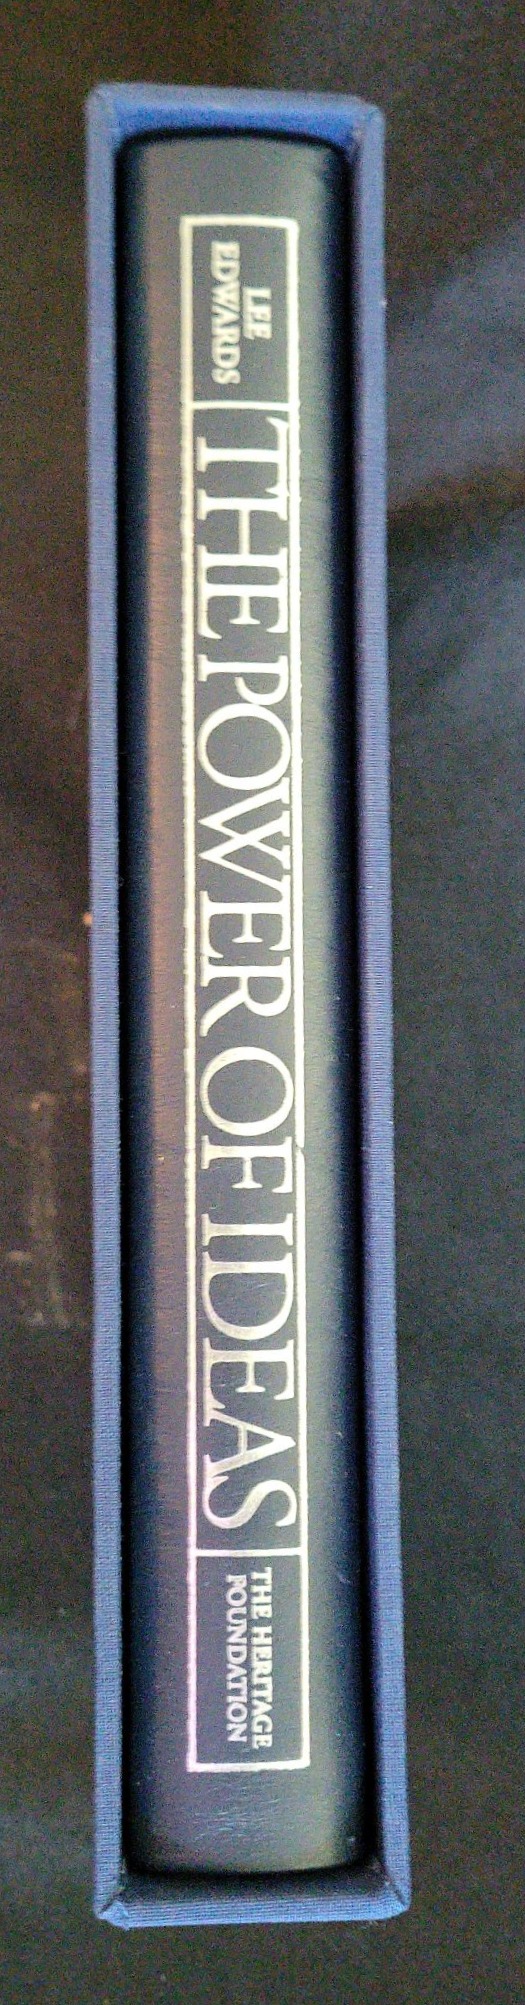 LEE
EDWARDS
THE POWER OF IDEAS
THE HERITAGE
FOUNDATION